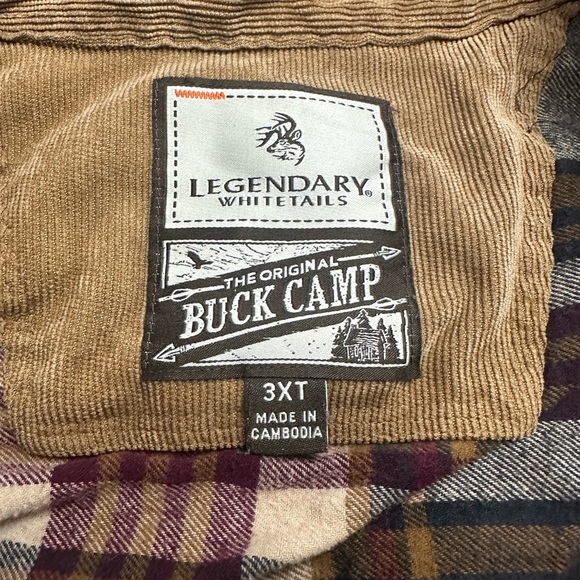 LEGENDARY®
WHITETAILS
THE ORIGINAL
BUCK CAMP
3XT
MADE IN
CAMBODIA